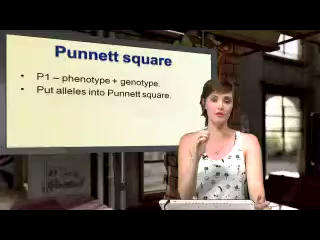 Punnett square
• P1 – phenotype + genotype.
• Put alleles into Punnett square.